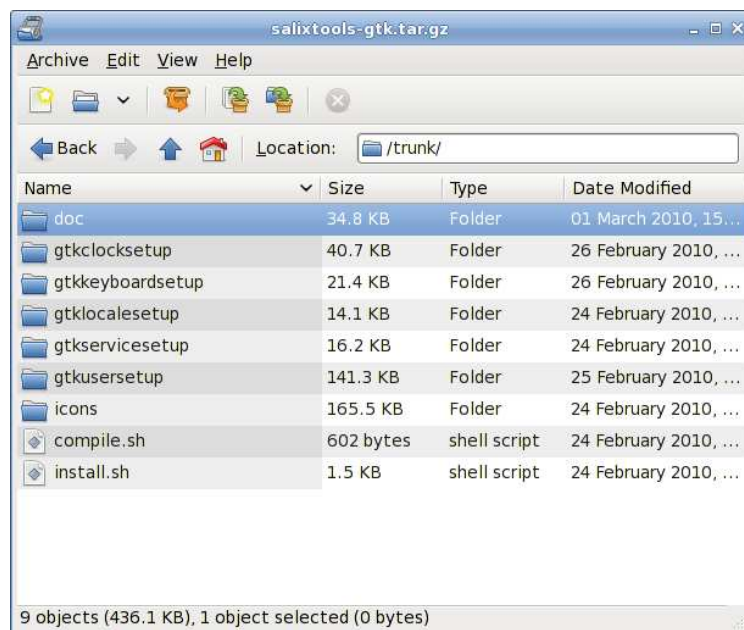 salixtools-gtk.tar.gz
Archive Edit View Help
Back Location: /trunk/
Name Size Type Date Modified
doc 34.8 KB Folder 01 March 2010, 15...
gtkclocksetup 40.7 KB Folder 26 February 2010, ...
gtkkeyboardsetup 21.4 KB Folder 26 February 2010, ...
gtklocalesetup 14.1 KB Folder 24 February 2010, ...
gtkservicesetup 16.2 KB Folder 24 February 2010, ...
gtkusersetup 141.3 KB Folder 25 February 2010, ...
icons 165.5 KB Folder 24 February 2010, ...
compile.sh 602 bytes shell script 24 February 2010, ...
install.sh 1.5 KB shell script 24 February 2010, ...
9 objects (436.1 KB), 1 object selected (0 bytes)